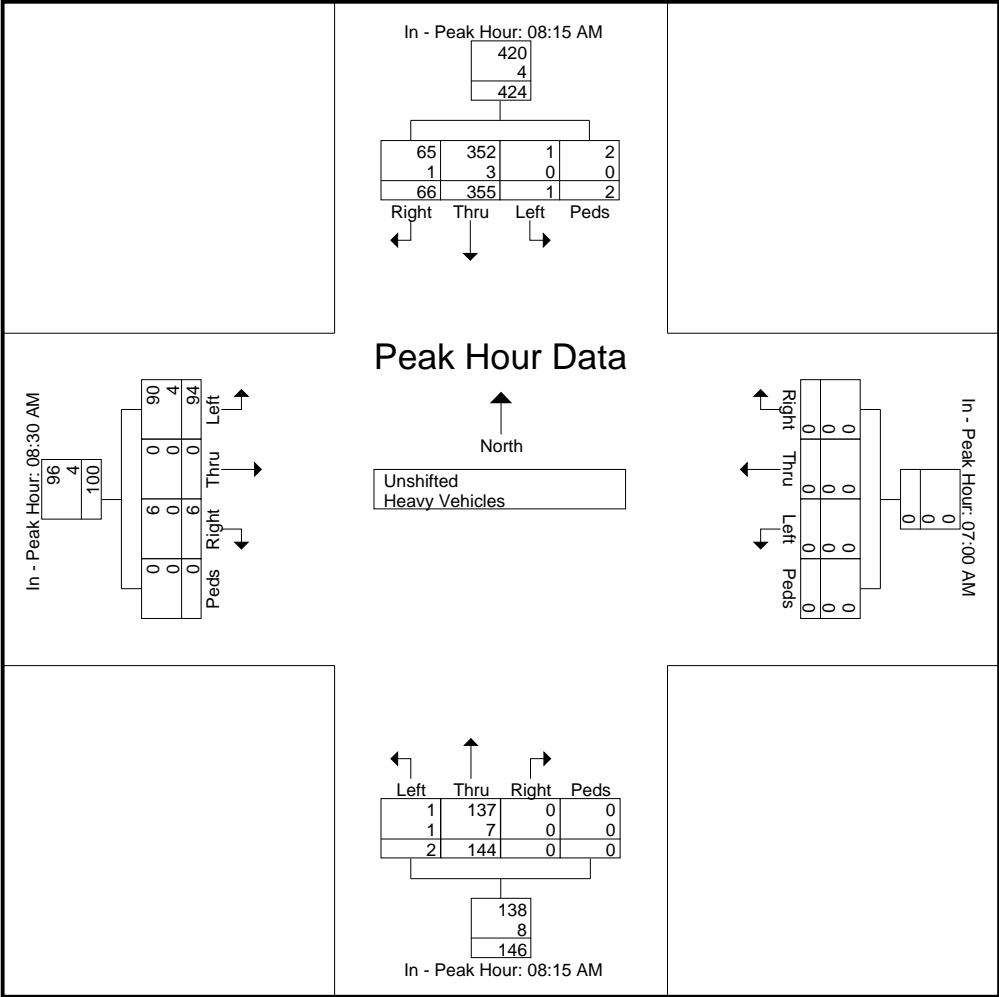 In - Peak Hour: 08:15 AM
420
4
424
65 352 1 2
1 3 0 0
66 355 1 2
Right Thru Left Peds
Peak Hour Data
North
Unshifted
Heavy Vehicles
In - Peak Hour: 08:30 AM
96
4
100
90 4 94 Left
0 0 0 Thru
6 0 6 Right
0 0 0 Peds
Right 0 0 0
Thru 0 0 0
Left 0 0 0
Peds 0 0 0
0
0
0
In - Peak Hour: 07:00 AM
Left Thru Right Peds
1 137 0 0
1 7 0 0
2 144 0 0
138
8
146
In - Peak Hour: 08:15 AM